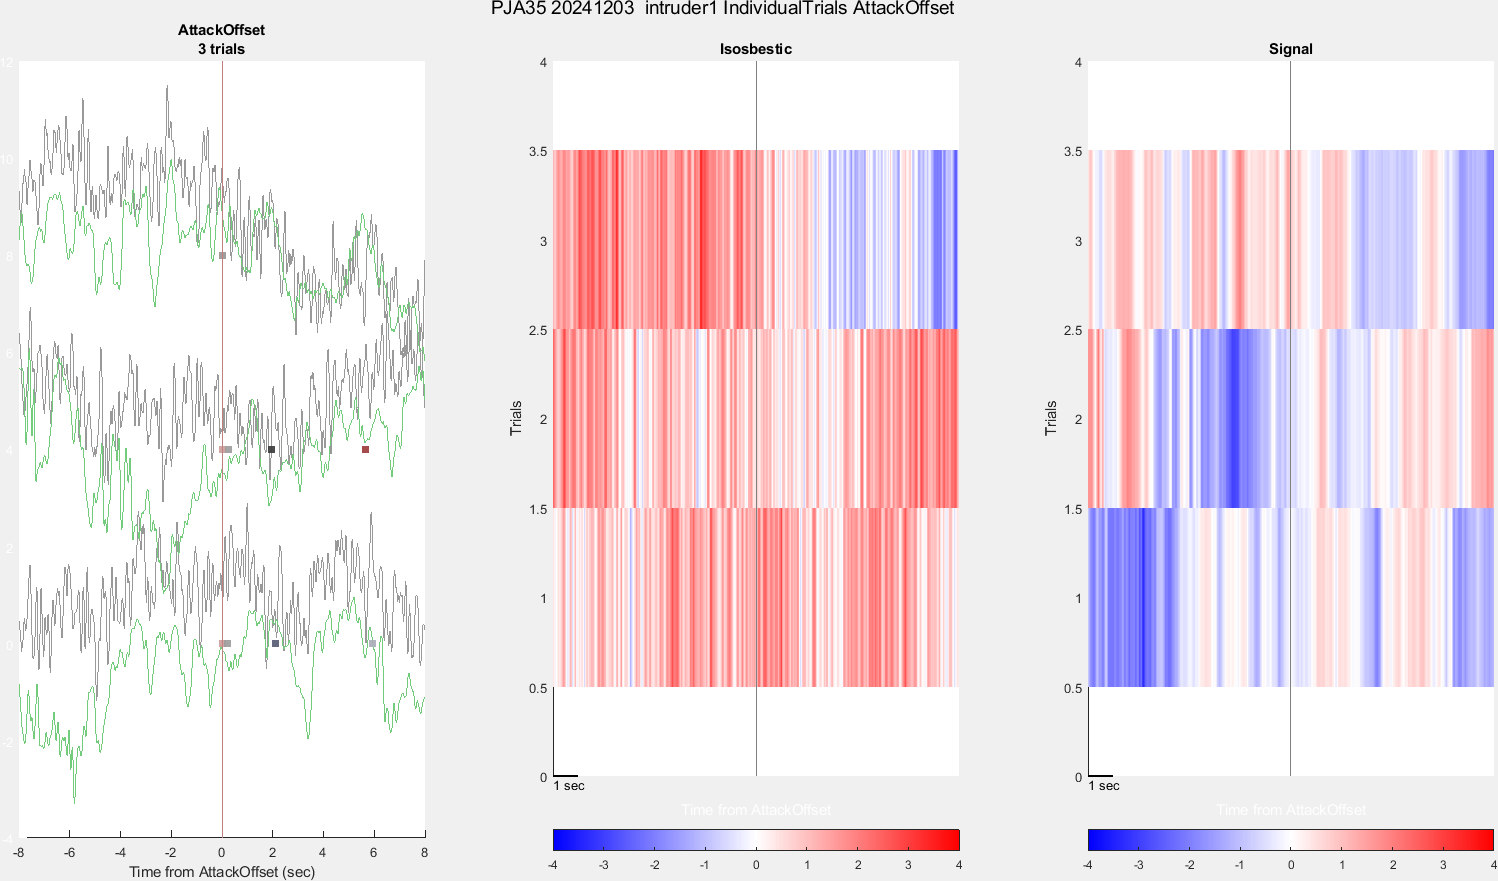 PJA35 20241203  intruder1 IndividualTrials AttackOffset
AttackOffset
3 trials
12
10
8
6
4
2
0
-2
-4
-8 -6 -4 -2 0 2 4 6 8
Time from AttackOffset (sec)
Isosbestic
Trials
4
3.5
3
2.5
2
1.5
1
0.5
0
1 sec
Time from AttackOffset
-4 -3 -2 -1 0 1 2 3 4
Signal
Trials
4
3.5
3
2.5
2
1.5
1
0.5
0
1 sec
Time from AttackOffset
-4 -3 -2 -1 0 1 2 3 4